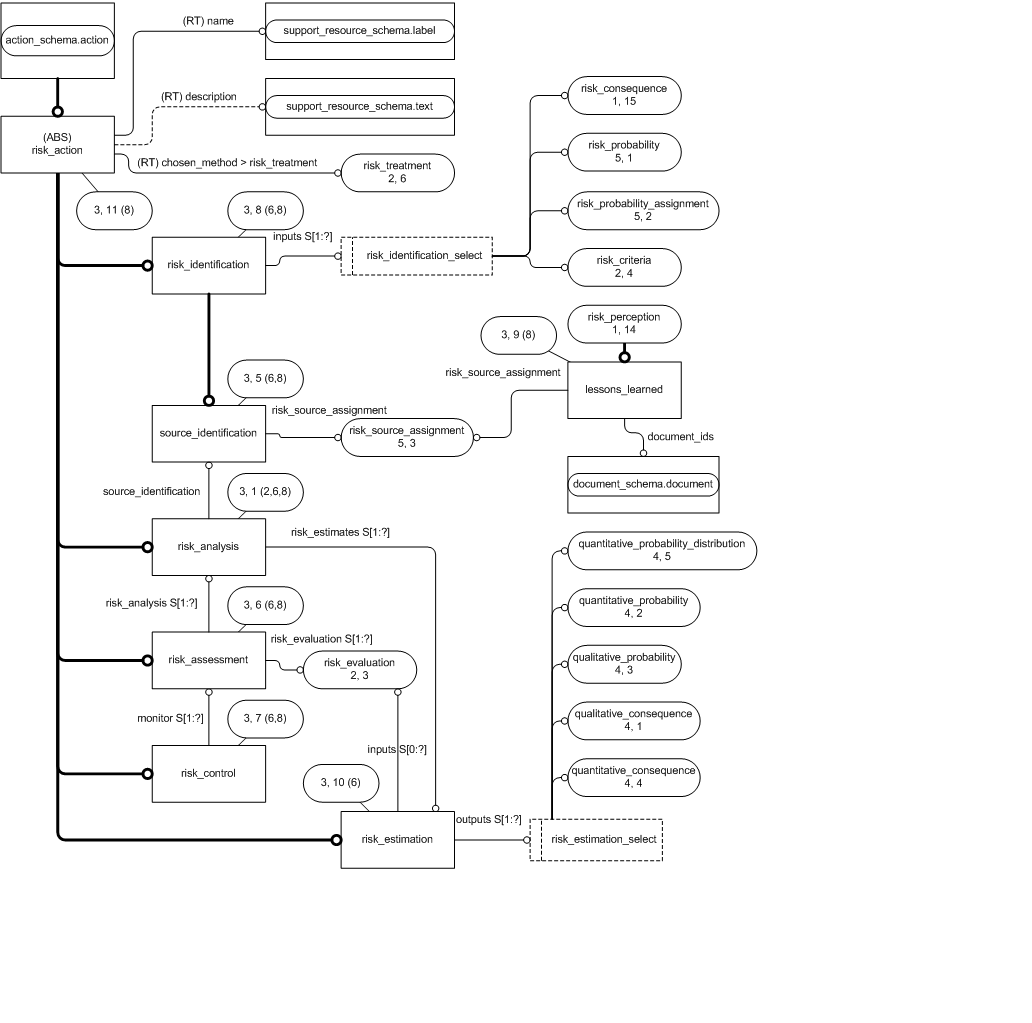 action_schema.action
(RT) name
support_resource_schema.label
(RT) description
support_resource_schema.text
(ABS)
risk_action
(RT) chosen_method > risk_treatment
risk_treatment
2, 6
3, 11 (8)
3, 8 (6,8)
inputs S[1:?]
risk_identification
risk_identification_select
risk_consequence
1, 15
risk_probability
5, 1
risk_probability_assignment
5, 2
risk_criteria
2, 4
risk_perception
1, 14
3, 9 (8)
risk_source_assignment
lessons_learned
3, 5 (6,8)
risk_source_assignment
source_identification
risk_source_assignment
5, 3
document_ids
document_schema.document
source_identification
3, 1 (2,6,8)
risk_analysis
risk_estimates S[1:?]
quantitative_probability_distribution
4, 5
quantitative_probability
4, 2
qualitative_probability
4, 3
qualitative_consequence
4, 1
quantitative_consequence
4, 4
risk_analysis S[1:?]
3, 6 (6,8)
risk_evaluation S[1:?]
risk_assessment
risk_evaluation
2, 3
monitor S[1:?]
3, 7 (6,8)
inputs S[0:?]
risk_control
3, 10 (6)
outputs S[1:?]
risk_estimation
risk_estimation_select